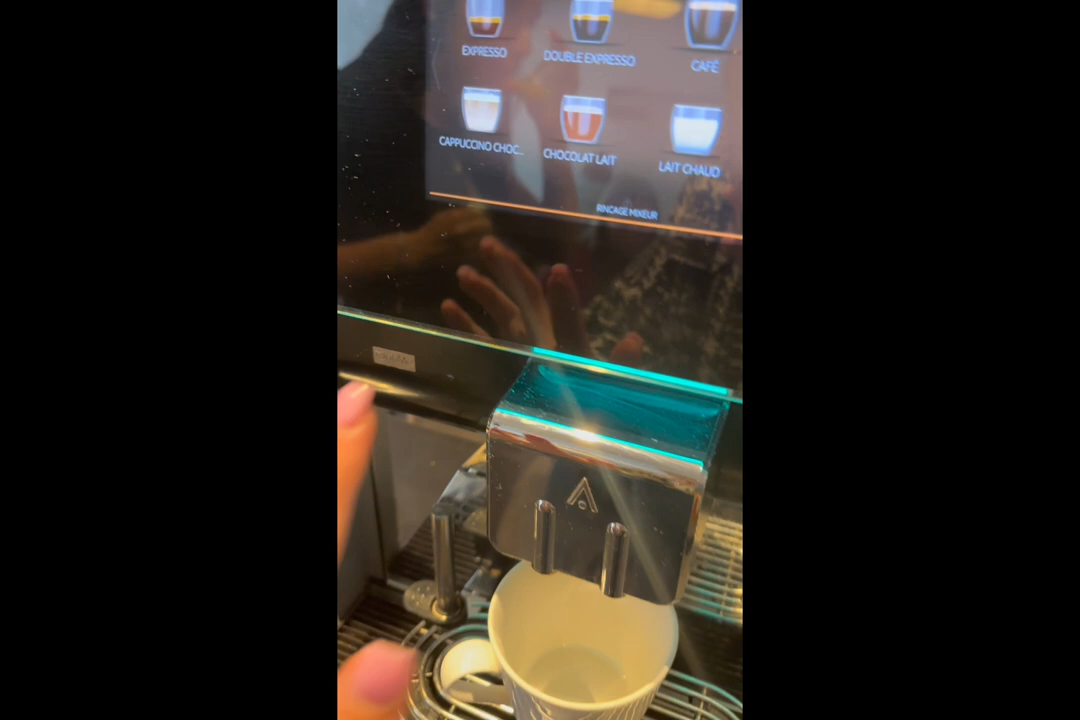 EXPRESSO
DOUBLE EXPRESSO
CAFÉ
CAPPUCCINO CHOC...
CHOCOLAT LAIT
LAIT CHAUD
RINCAGE MIXEUR